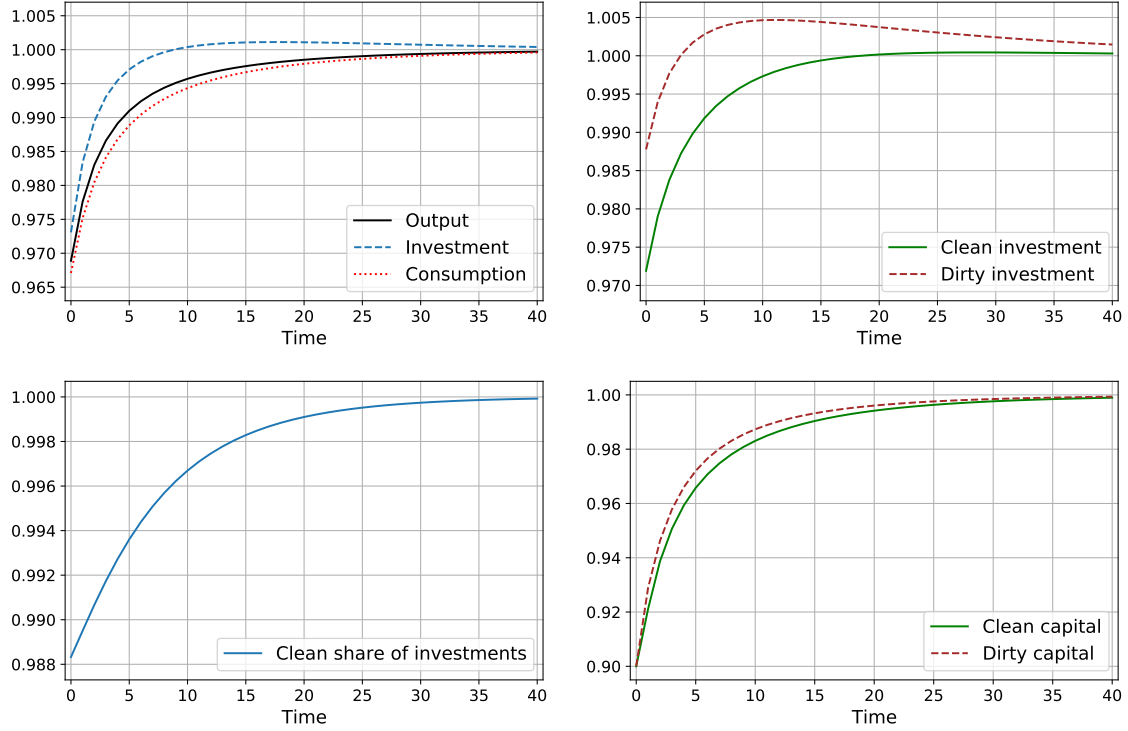 1.005
1.000
0.995
0.990
0.985
0.980
0.975
0.970
0.965
Output
Investment
Consumption
0 5 10 15 20 25 30 35 40
Time
1.005
1.000
0.995
0.990
0.985
0.980
0.975
0.970
Clean investment
Dirty investment
0 5 10 15 20 25 30 35 40
Time
1.000
0.998
0.996
0.994
0.992
0.990
0.988
Clean share of investments
0 5 10 15 20 25 30 35 40
Time
1.00
0.98
0.96
0.94
0.92
0.90
Clean capital
Dirty capital
0 5 10 15 20 25 30 35 40
Time